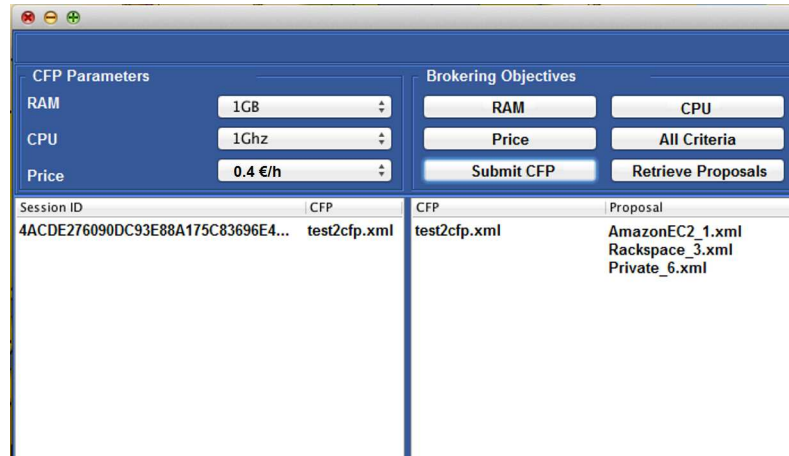 CFP Parameters
RAM 1GB
CPU 1Ghz
Price 0.4 €/h
Brokering Objectives
RAM CPU
Price All Criteria
Submit CFP Retrieve Proposals
Session ID CFP
4ACDE276090DC93E88A175C83696E4... test2cfp.xml
CFP Proposal
test2cfp.xml AmazonEC2_1.xml
Rackspace_3.xml
Private_6.xml